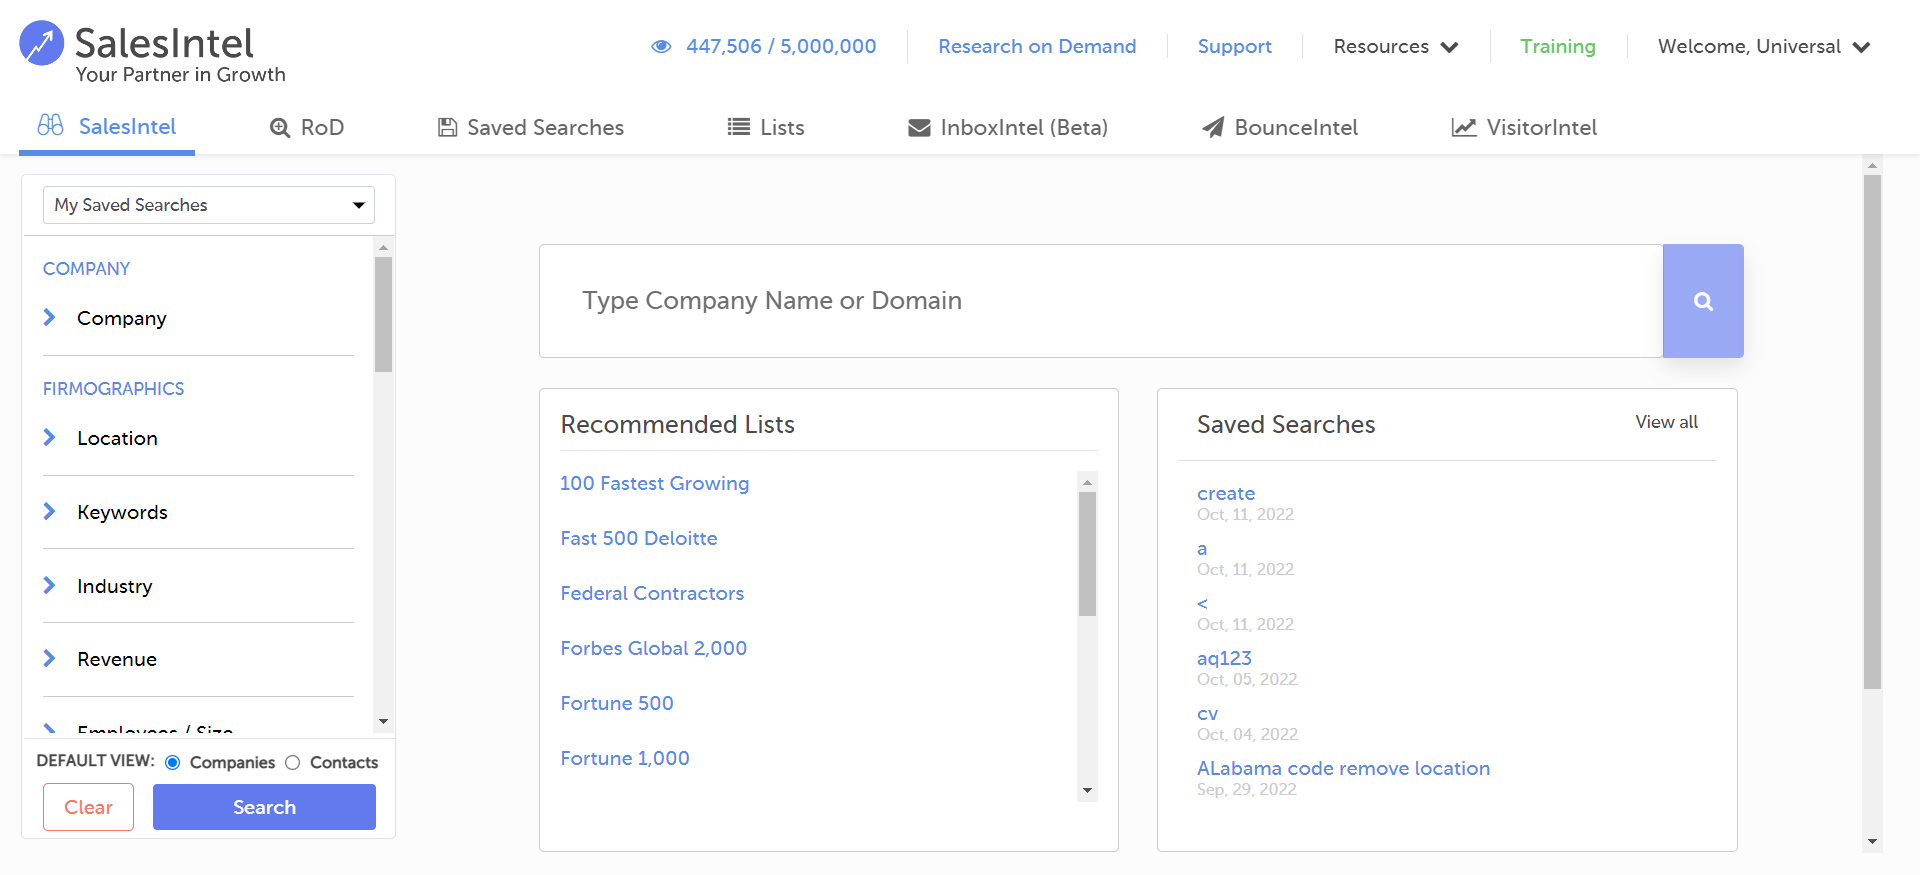 SalesIntel
Your Partner in Growth
447,506 / 5,000,000
Research on Demand
Support
Resources
Training
Welcome, Universal
SalesIntel
RoD
Saved Searches
Lists
InboxIntel (Beta)
BounceIntel
VisitorIntel
My Saved Searches
COMPANY
Company
FIRMOGRAPHICS
Location
Keywords
Industry
Revenue
Employees / Size
DEFAULT VIEW:
Companies
Contacts
Clear
Search
Type Company Name or Domain
Recommended Lists
100 Fastest Growing
Fast 500 Deloitte
Federal Contractors
Forbes Global 2,000
Fortune 500
Fortune 1,000
Saved Searches
View all
create
Oct, 11, 2022
a
Oct, 11, 2022
<
Oct, 11, 2022
aq123
Oct, 05, 2022
cv
Oct, 04, 2022
ALabama code remove location
Sep, 29, 2022